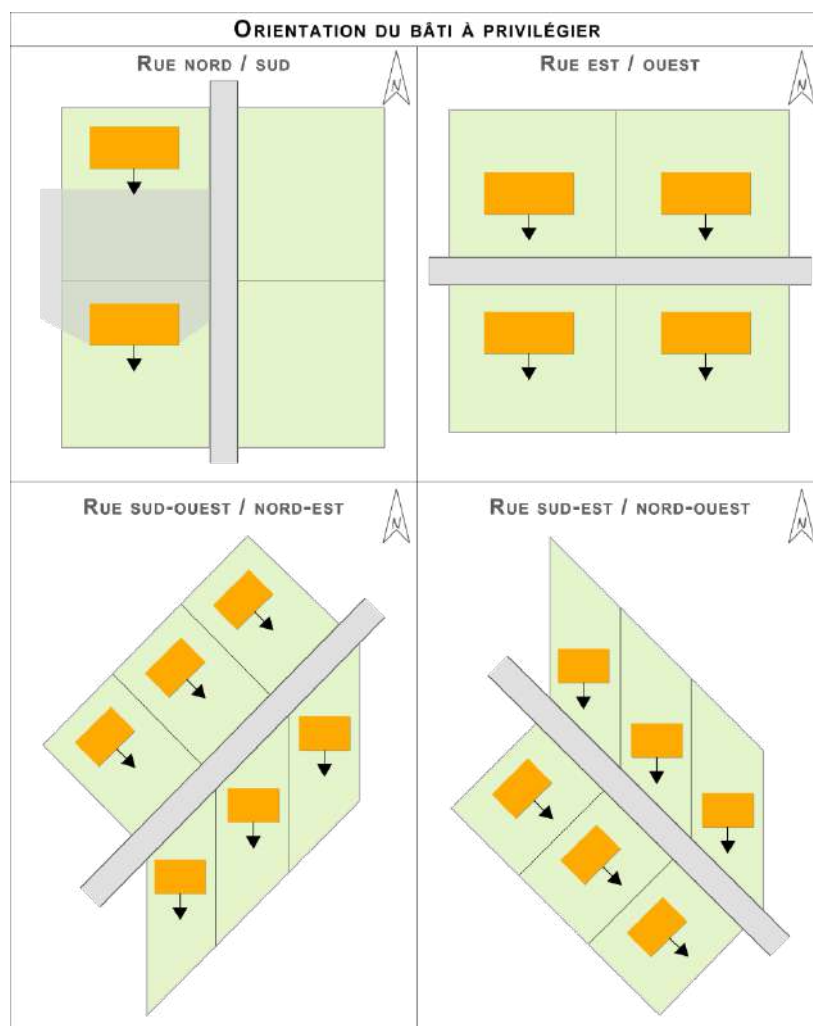 ORIENTATION DU BÂTI À PRIVILÉGIER
RUE NORD / SUD
N
RUE EST / OUEST
N
RUE SUD-OUEST / NORD-EST
N
RUE SUD-EST / NORD-OUEST
N